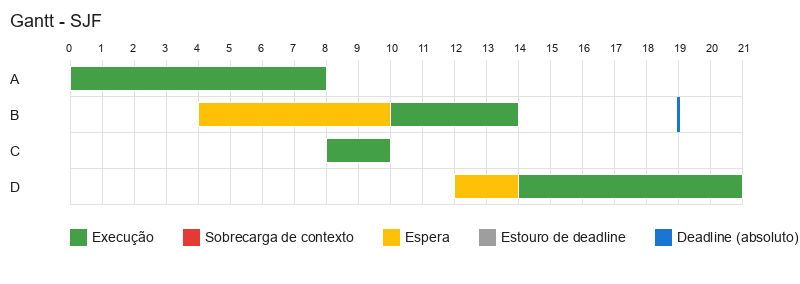 Gantt - SJF
0 1 2 3 4 5 6 7 8 9 10 11 12 13 14 15 16 17 18 19 20 21
A
B
C
D
Execução Sobrecarga de contexto Espera Estouro de deadline Deadline (absoluto)